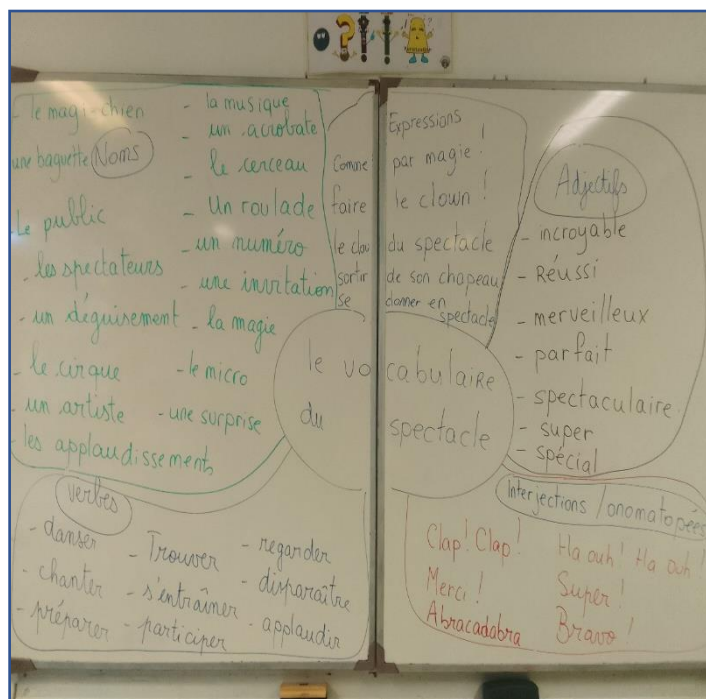 Noms
- le magi-chien
une baguette
Le public
- les spectateurs
- un déguisement
- le cirque
- un artiste
- les applaudissements
- la musique
- un acrobate
- le cerceau
- Un roulade
- un numéro
- une invitation
- la magie
- le micro
- une surprise
Expressions
Comme par magie !
faire le clown !
le clou du spectacle
sortir de son chapeau
se donner en spectacle
Adjectifs
- incroyable
- Réussi
- merveilleux
- parfait
- spectaculaire
- super
- spécial
le vocabulaire
du spectacle
verbes
- danser
- chanter
- préparer
- Trouver
- s'entraîner
- participer
- regarder
- disparaître
- applaudir
Interjections / onomatopées
Clap ! Clap !
Merci !
Abracadabra
Ha ouh ! Ha ouh !
Super !
Bravo !